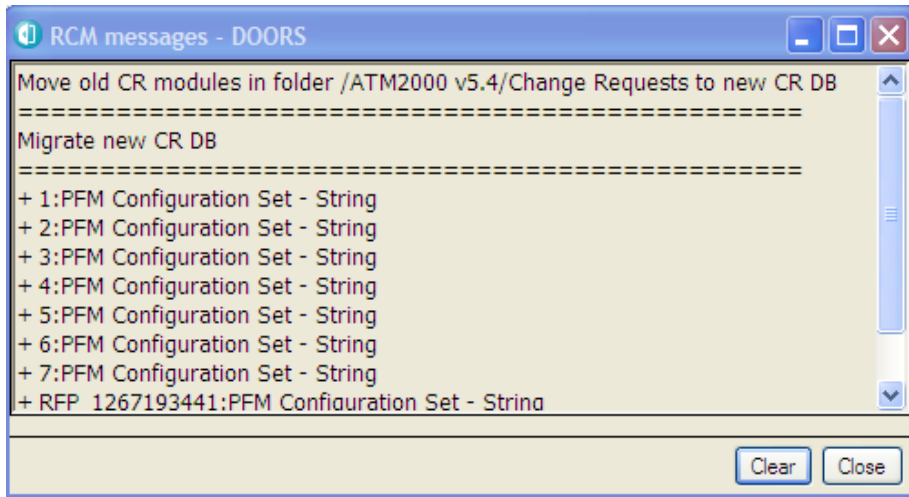 RCM messages - DOORS
Move old CR modules in folder /ATM2000 v5.4/Change Requests to new CR DB
================================================
Migrate new CR DB
================================================
+ 1:PFM Configuration Set - String
+ 2:PFM Configuration Set - String
+ 3:PFM Configuration Set - String
+ 4:PFM Configuration Set - String
+ 5:PFM Configuration Set - String
+ 6:PFM Configuration Set - String
+ 7:PFM Configuration Set - String
+ RFP_1267193441:PFM Configuration Set - String
Clear Close